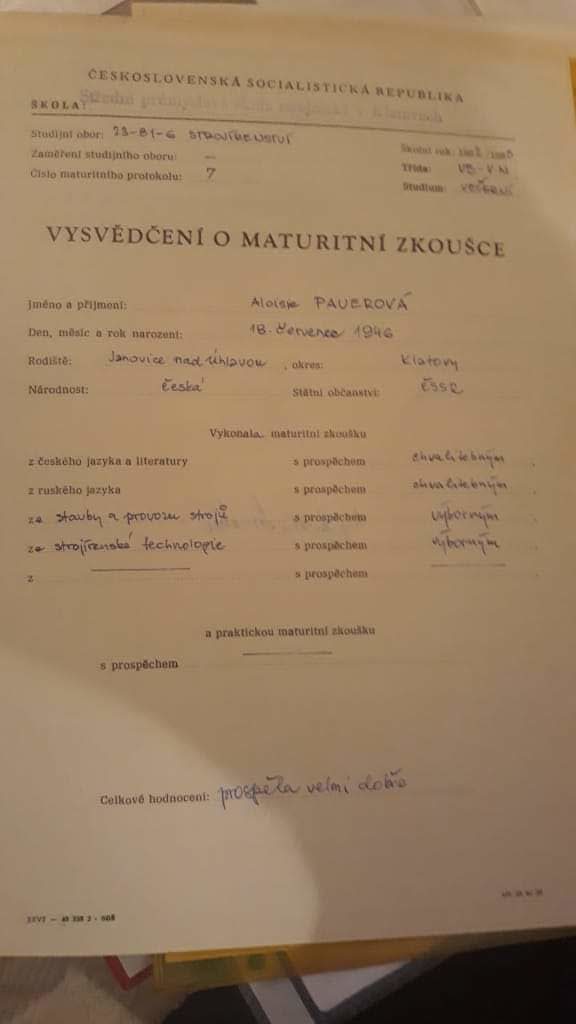 ČESKOSLOVENSKÁ SOCIALISTICKÁ REPUBLIKA
ŠKOLA: Střední průmyslová škola
Studijní obor: 23-81-6 STROJÍRENSTVÍ
Zaměření studijního oboru: —
Číslo maturitního protokolu: 7
Školní rok:
Třída:
Studium: VEČERNÍ
VYSVĚDČENÍ O MATURITNÍ ZKOUŠCE
Jméno a příjmení: Aloisie PAUEROVÁ
Den, měsíc a rok narození: 18. července 1946
Rodiště: Janovice nad Úhlavou , okres: Klatovy
Národnost: česká Státní občanství: ČSSR
Vykonala maturitní zkoušku
z českého jazyka a literatury s prospěchem chvalitebným .
z ruského jazyka s prospěchem chvalitebným .
ze stavby a provozu strojů s prospěchem výborným .
ze strojírenské technologie s prospěchem výborným .
z s prospěchem .
a praktickou maturitní zkoušku
s prospěchem
Celkové hodnocení: prospěla velmi dobře